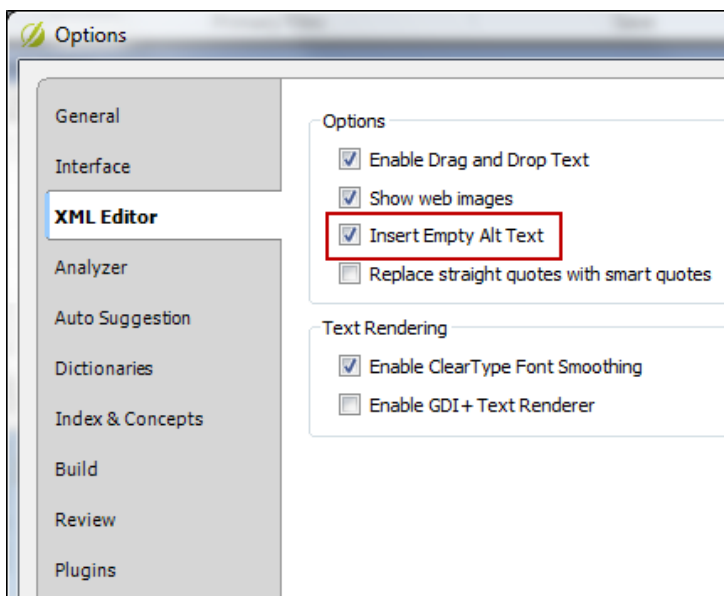 Options
General
Interface
XML Editor
Analyzer
Auto Suggestion
Dictionaries
Index & Concepts
Build
Review
Plugins
Options
Enable Drag and Drop Text
Show web images
Insert Empty Alt Text
Replace straight quotes with smart quotes
Text Rendering
Enable ClearType Font Smoothing
Enable GDI+ Text Renderer